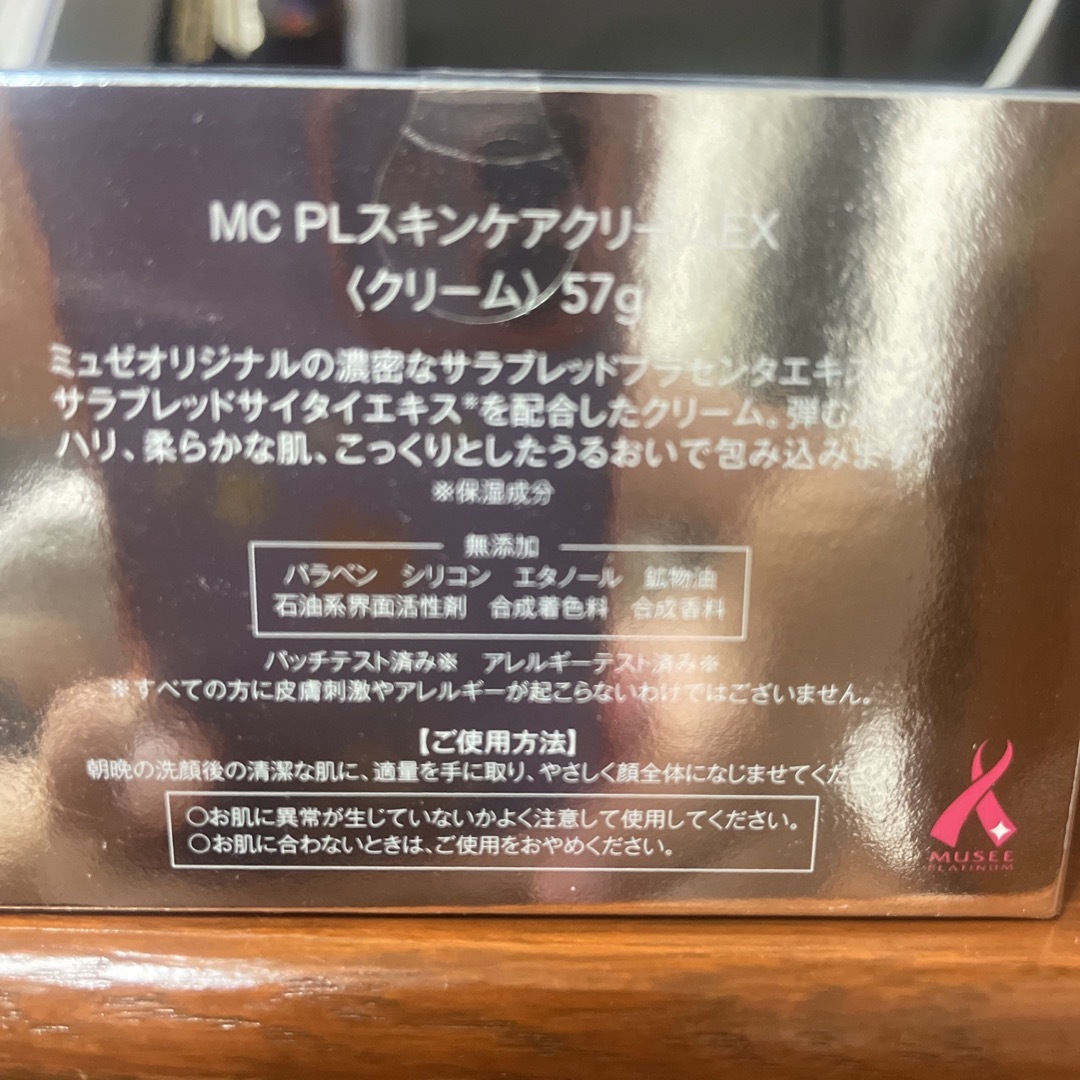 MC PLスキンケアクリームEX
〈クリーム〉 57g
ミュゼオリジナルの濃密なサラブレッドプラセンタエキス
サラブレッドサイタイエキス※を配合したクリーム。弾む
ハリ、柔らかな肌、こっくりとしたうるおいで包み込みます
※保湿成分
無添加
パラベン シリコン エタノール 鉱物油
石油系界面活性剤 合成着色料 合成香料
パッチテスト済み※ アレルギーテスト済み※
※すべての方に皮膚刺激やアレルギーが起こらないわけではございません。
【ご使用方法】
朝晩の洗顔後の清潔な肌に、適量を手に取り、やさしく顔全体になじませてくだ
○お肌に異常が生じていないかよく注意して使用してください。
○お肌に合わないときは、ご使用をおやめください。
MUSEE
PLATINUM